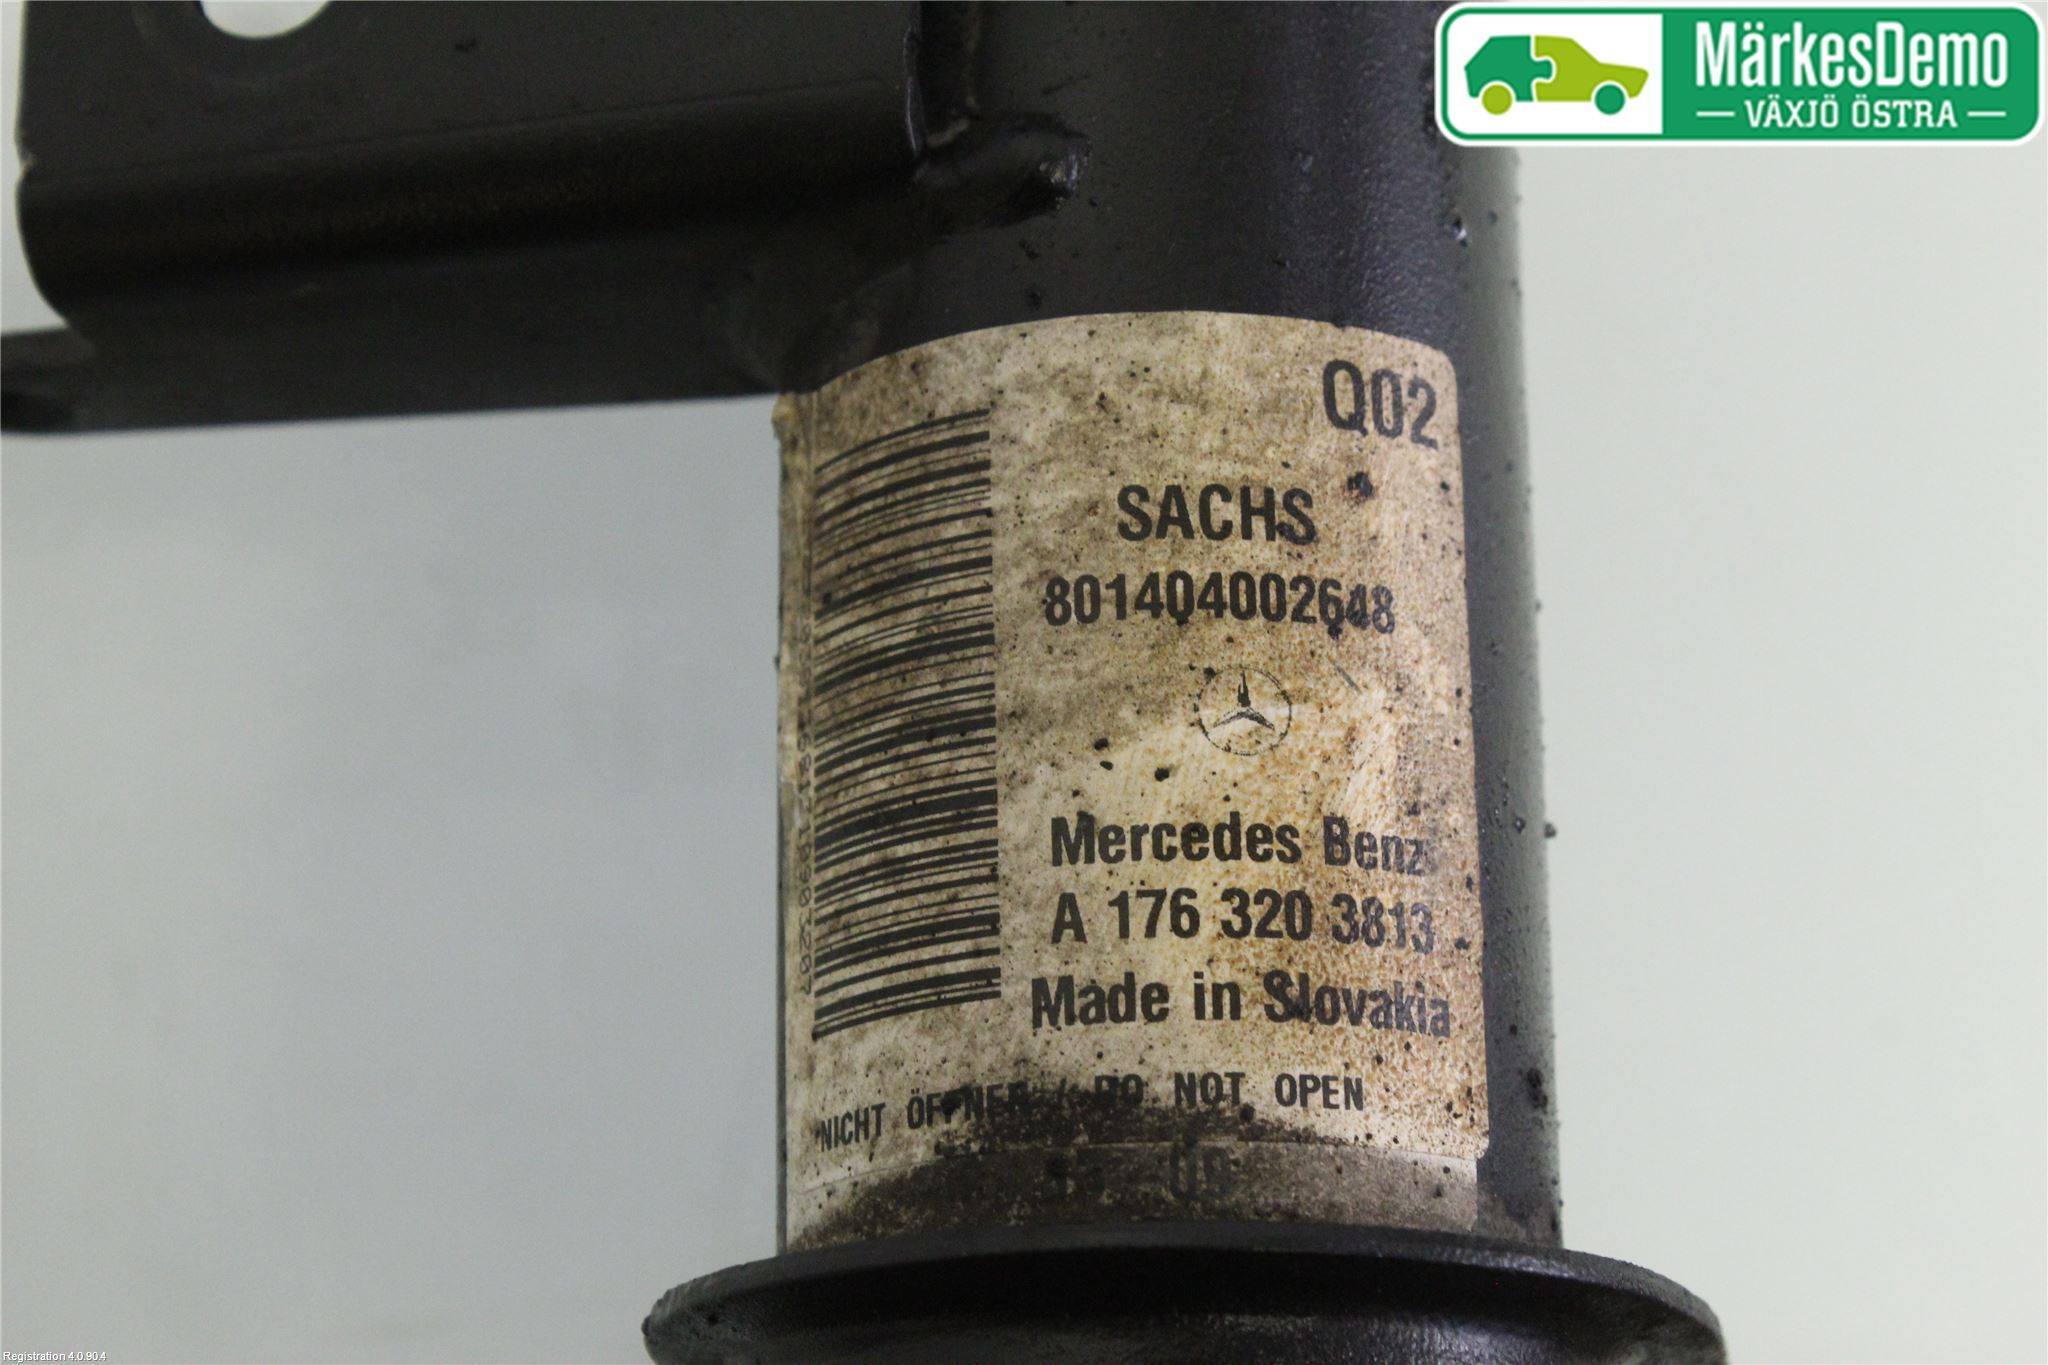 MärkesDemo
VÄXJÖ ÖSTRA
Q02
SACHS
801404002648
Mercedes Benz
A 176 320 3813
Made in Slovakia
NICHT ÖFFNEN / DO NOT OPEN
09
Registration 4.0.90.4